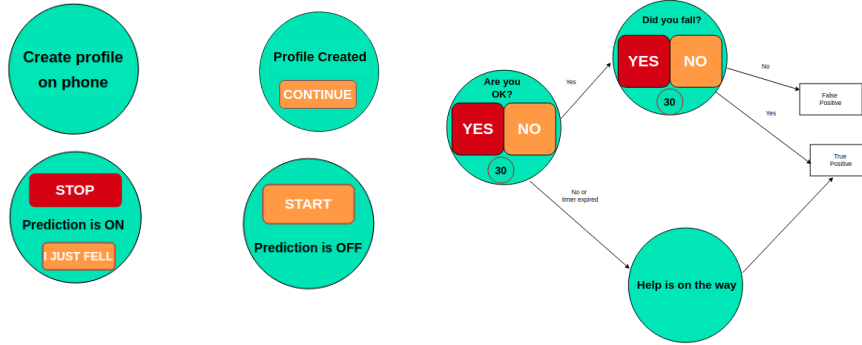 Create profile
on phone
Profile Created
CONTINUE
STOP
Prediction is ON
I JUST FELL
START
Prediction is OFF
Are you
OK?
YES
NO
30
Yes
Did you fall?
YES
NO
30
No
False
Positive
Yes
True
Positive
No or
timer expired
Help is on the way